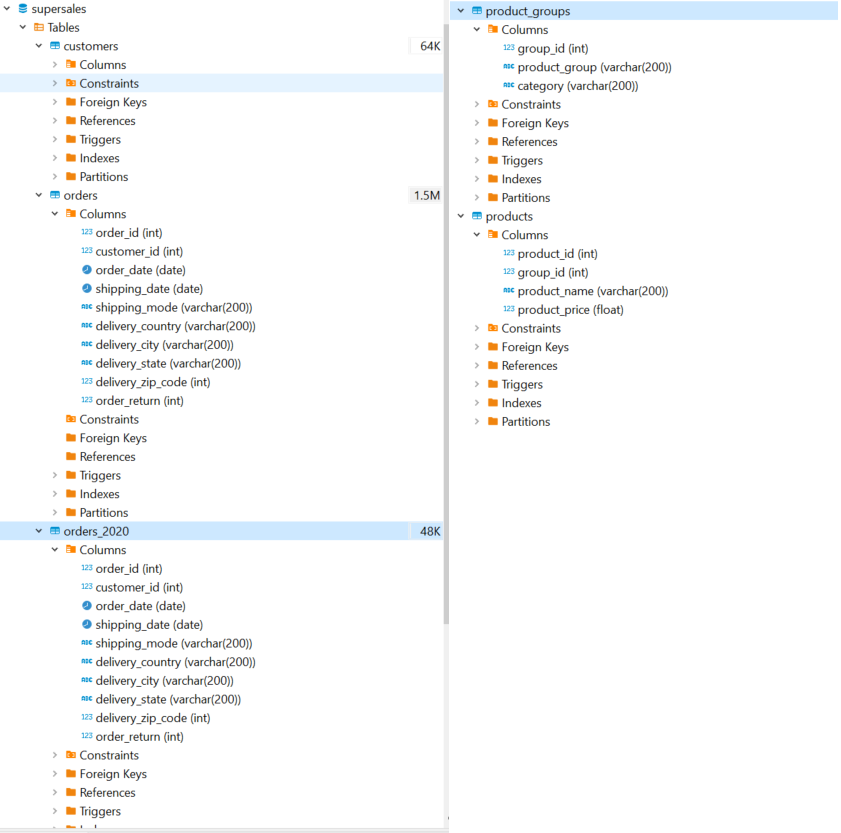 supersales
Tables
customers 64K
Columns
Constraints
Foreign Keys
References
Triggers
Indexes
Partitions
orders 1.5M
Columns
123 order_id (int)
123 customer_id (int)
order_date (date)
shipping_date (date)
ABC shipping_mode (varchar(200))
ABC delivery_country (varchar(200))
ABC delivery_city (varchar(200))
ABC delivery_state (varchar(200))
123 delivery_zip_code (int)
123 order_return (int)
Constraints
Foreign Keys
References
Triggers
Indexes
Partitions
orders_2020 48K
Columns
123 order_id (int)
123 customer_id (int)
order_date (date)
shipping_date (date)
ABC shipping_mode (varchar(200))
ABC delivery_country (varchar(200))
ABC delivery_city (varchar(200))
ABC delivery_state (varchar(200))
123 delivery_zip_code (int)
123 order_return (int)
Constraints
Foreign Keys
References
Triggers
product_groups
Columns
123 group_id (int)
ABC product_group (varchar(200))
ABC category (varchar(200))
Constraints
Foreign Keys
References
Triggers
Indexes
Partitions
products
Columns
123 product_id (int)
123 group_id (int)
ABC product_name (varchar(200))
123 product_price (float)
Constraints
Foreign Keys
References
Triggers
Indexes
Partitions